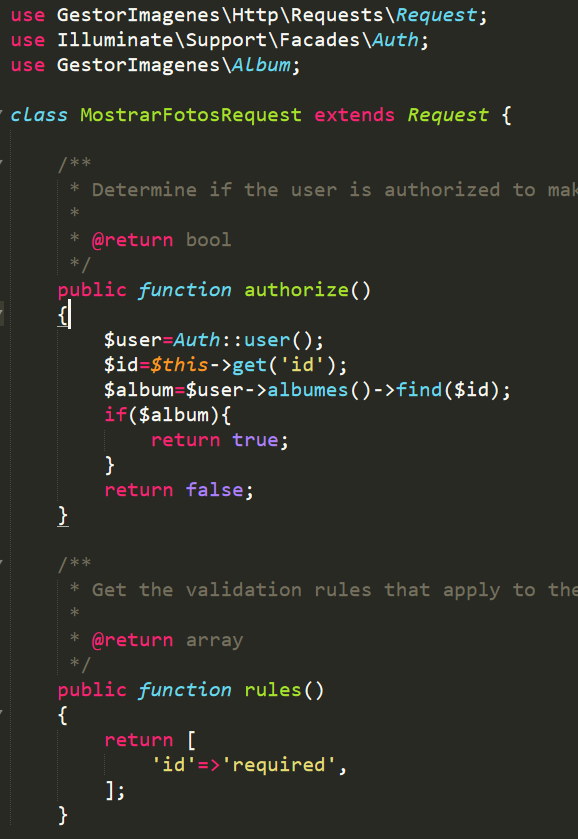 use GestorImagenes\Http\Requests\Request;
use Illuminate\Support\Facades\Auth;
use GestorImagenes\Album;
class MostrarFotosRequest extends Request {
/**
* Determine if the user is authorized to mak
*
* @return bool
*/
public function authorize()
{
$user=Auth::user();
$id=$this->get('id');
$album=$user->albumes()->find($id);
if($album){
return true;
}
return false;
}
/**
* Get the validation rules that apply to the
*
* @return array
*/
public function rules()
{
return [
'id'=>'required',
];
}